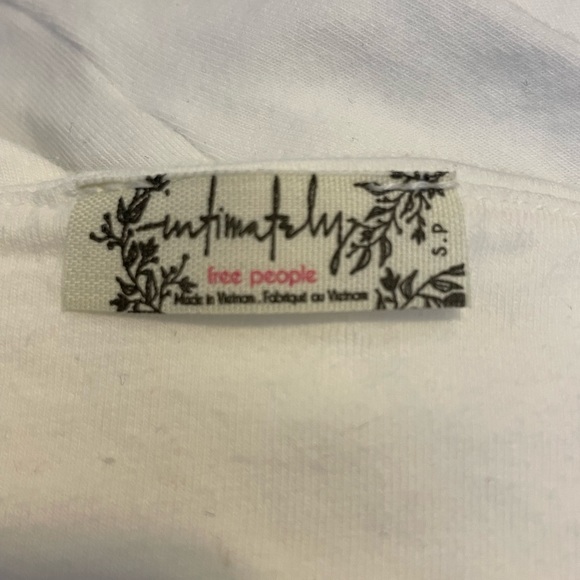 intimately
free people
Made in Vietnam. Fabriqué au Vietnam
S.P